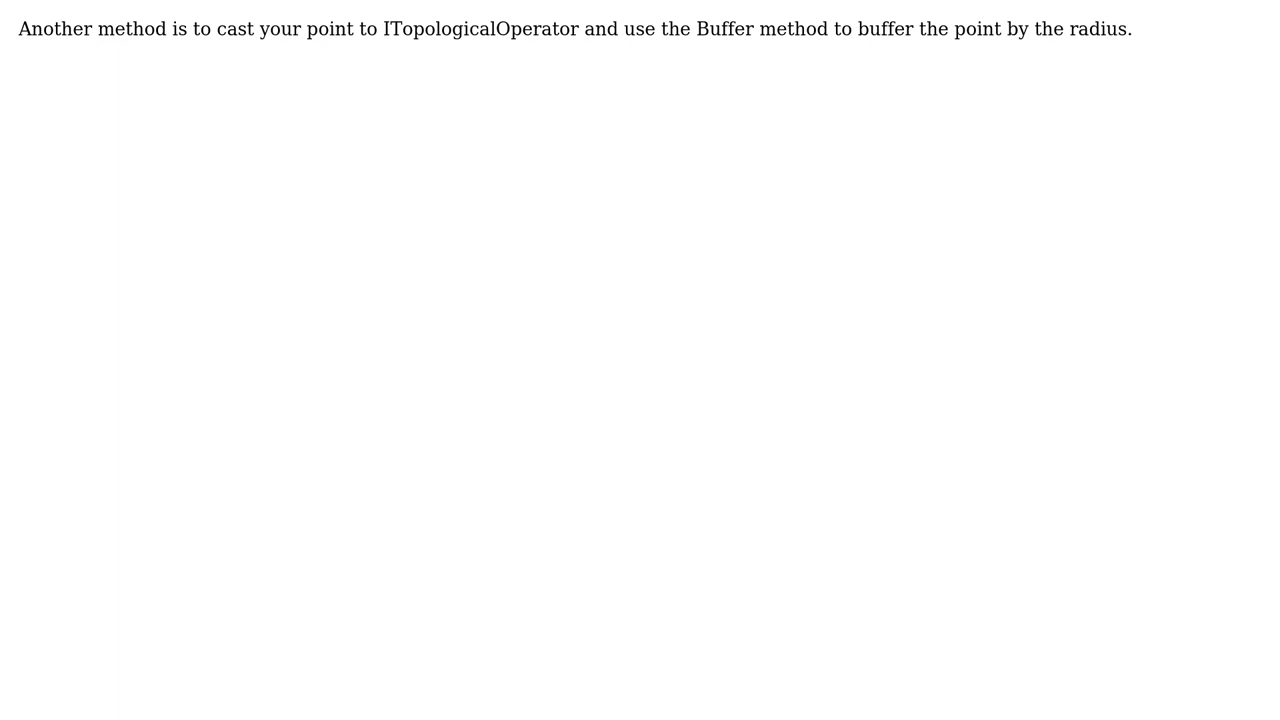 Another method is to cast your point to ITopologicalOperator and use the Buffer method to buffer the point by the radius.